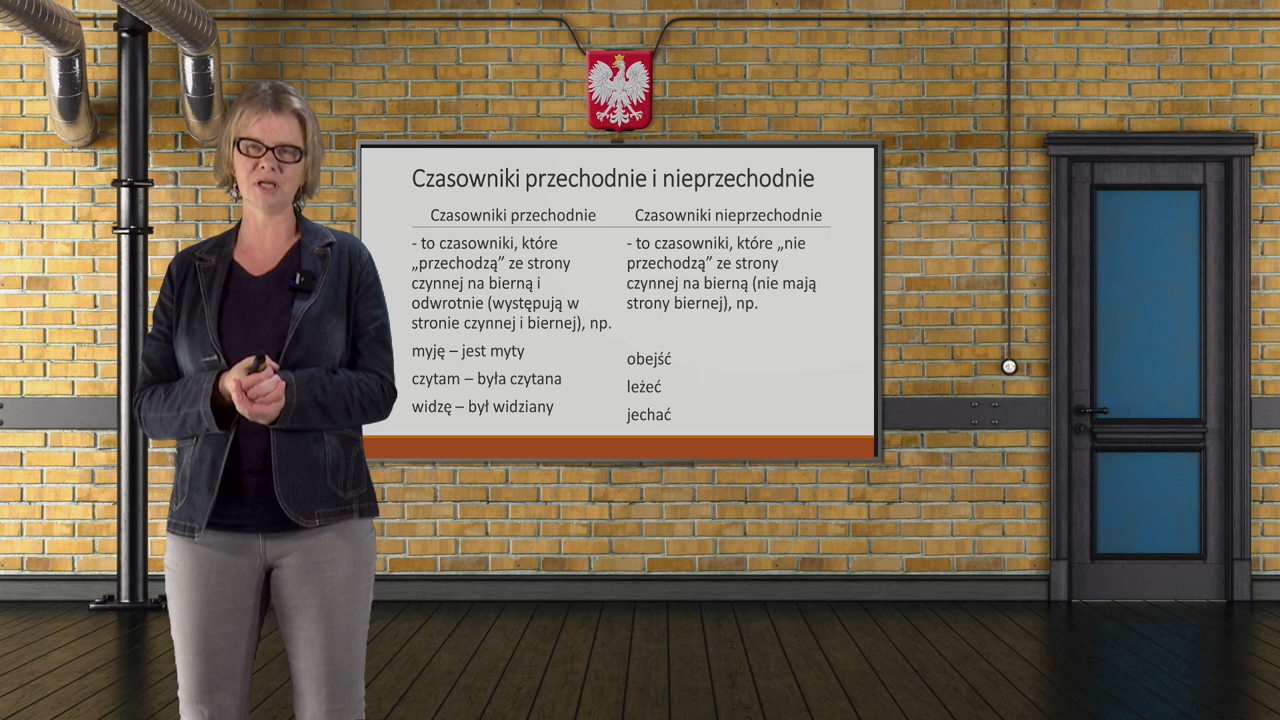 Czasowniki przechodnie i nieprzechodnie
Czasowniki przechodnie
- to czasowniki, które
„przechodzą” ze strony
czynnej na bierną i
odwrotnie (występują w
stronie czynnej i biernej), np.
myję – jest myty
czytam – była czytana
widzę – był widziany
Czasowniki nieprzechodnie
- to czasowniki, które „nie
przechodzą” ze strony
czynnej na bierną (nie mają
strony biernej), np.
obejść
leżeć
jechać